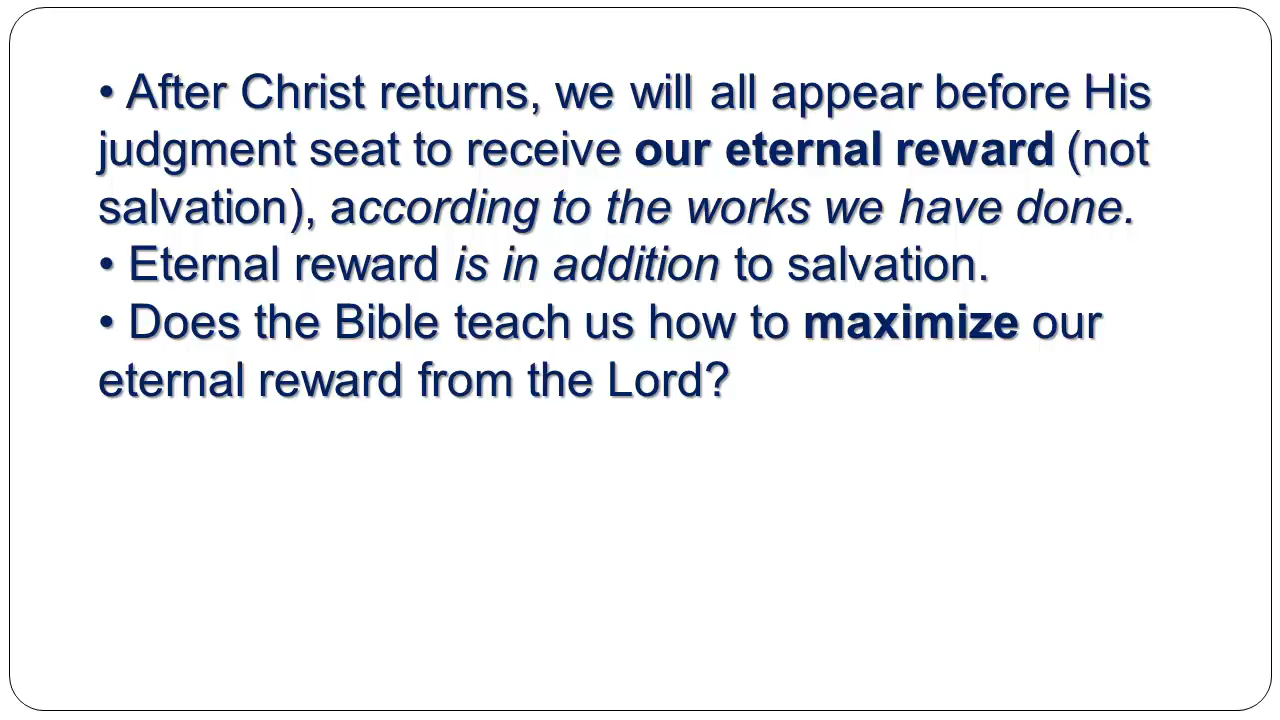 • After Christ returns, we will all appear before His
judgment seat to receive our eternal reward (not
salvation), according to the works we have done.
• Eternal reward is in addition to salvation.
• Does the Bible teach us how to maximize our
eternal reward from the Lord?